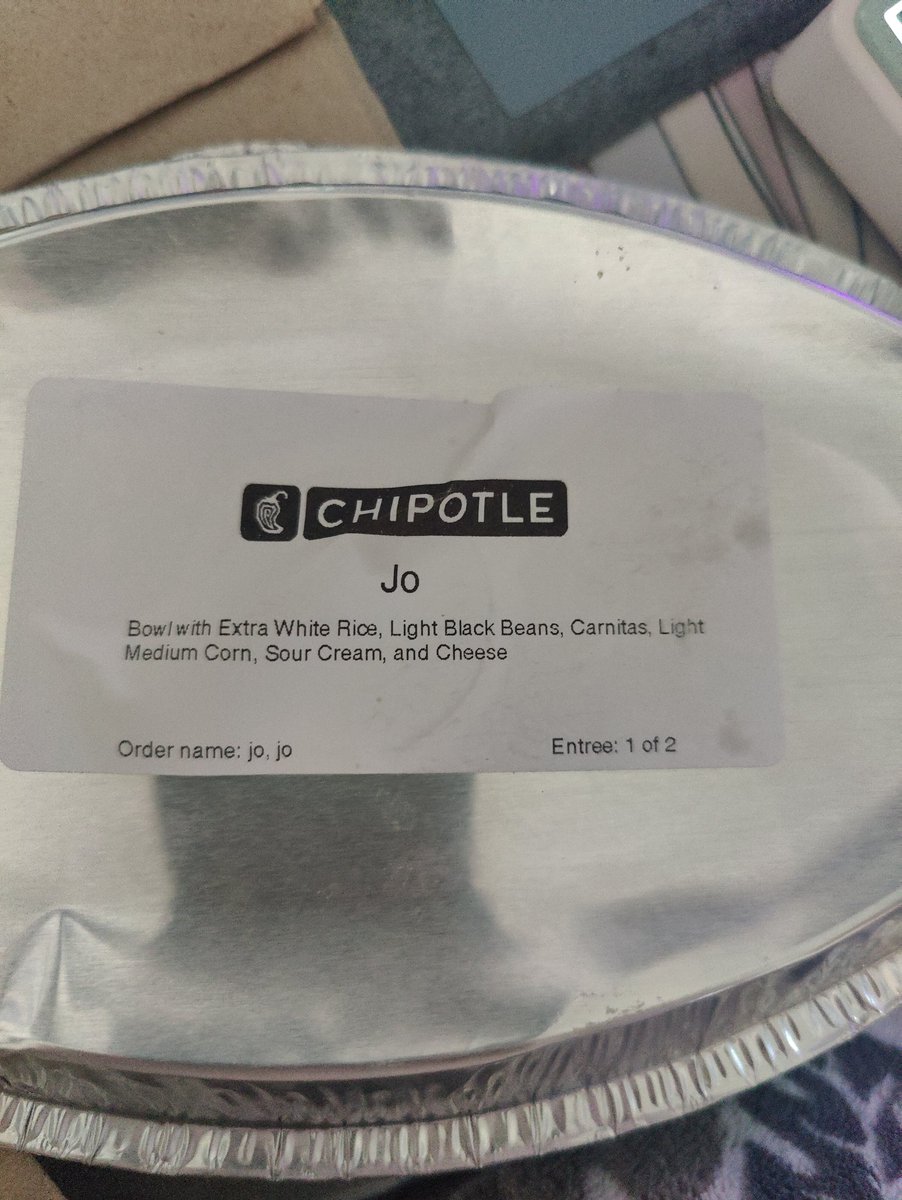 CHIPOTLE
Jo
Bowl with Extra White Rice, Light Black Beans, Carnitas, Light
Medium Corn, Sour Cream, and Cheese
Order name: jo, jo
Entree: 1 of 2